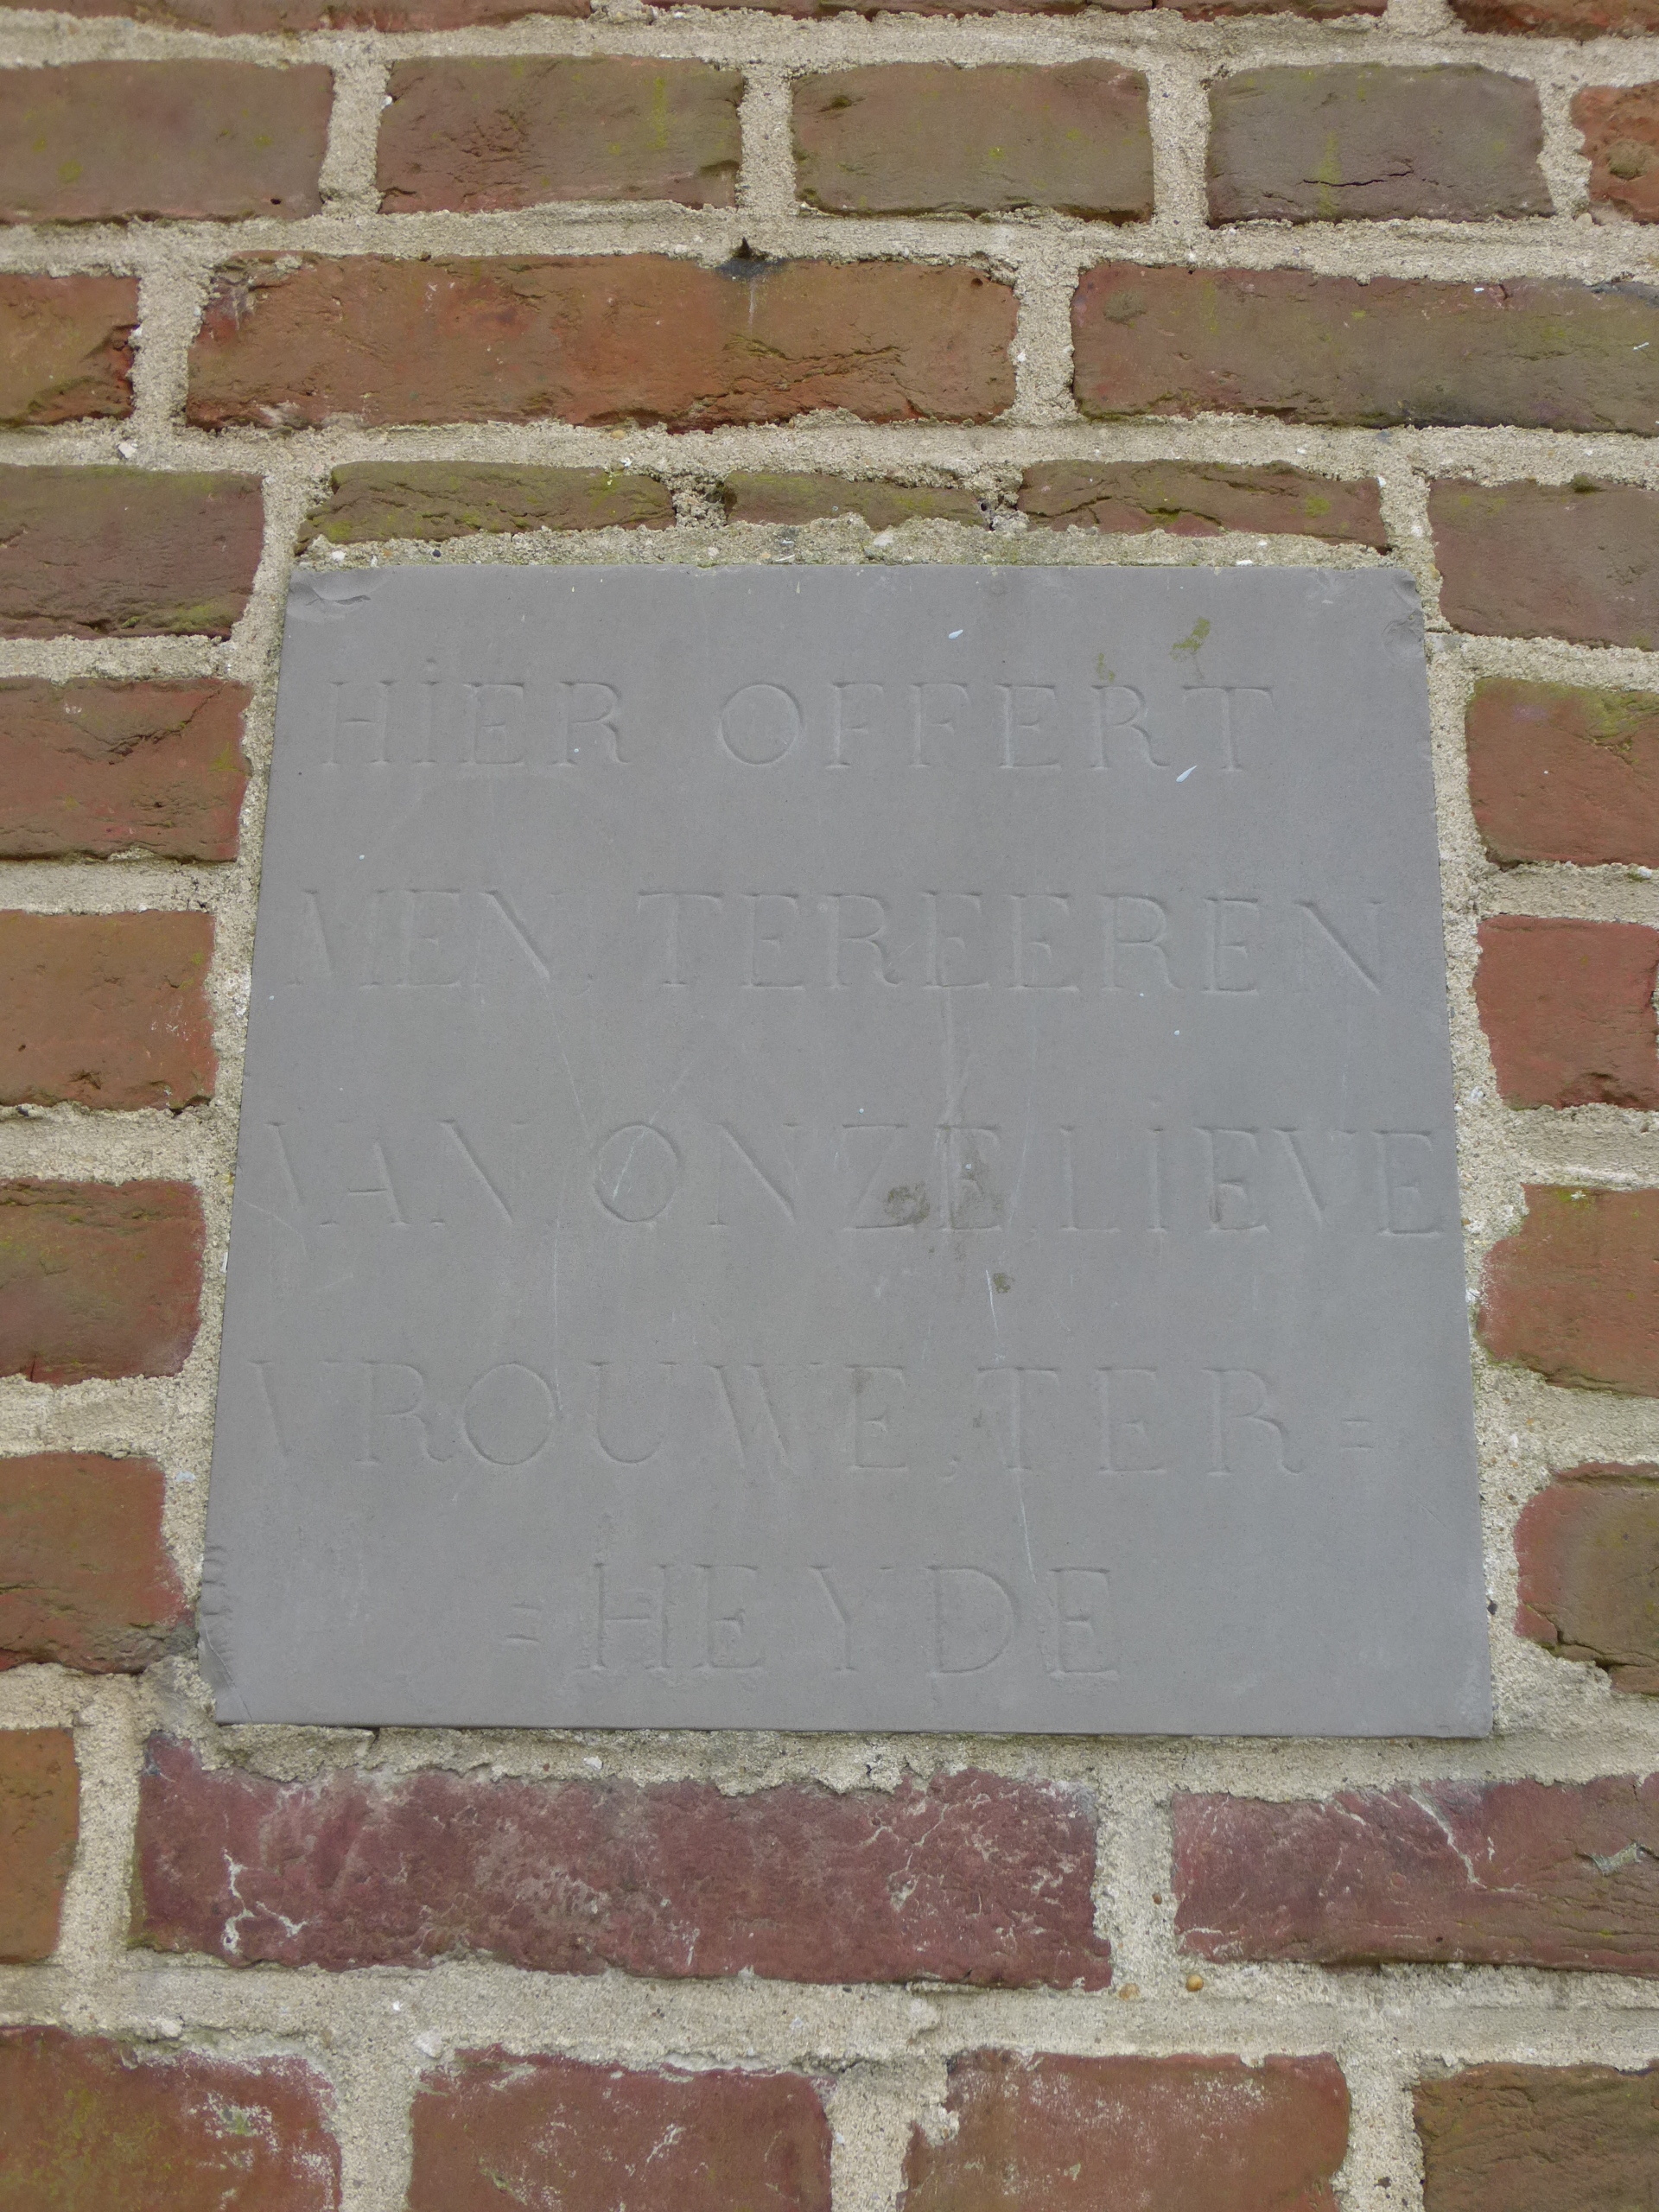 HiER OFFERT
MEN, TEREEREN
VAN, ONZE, LiEVE
VROUWE, TER =
= HEYDE